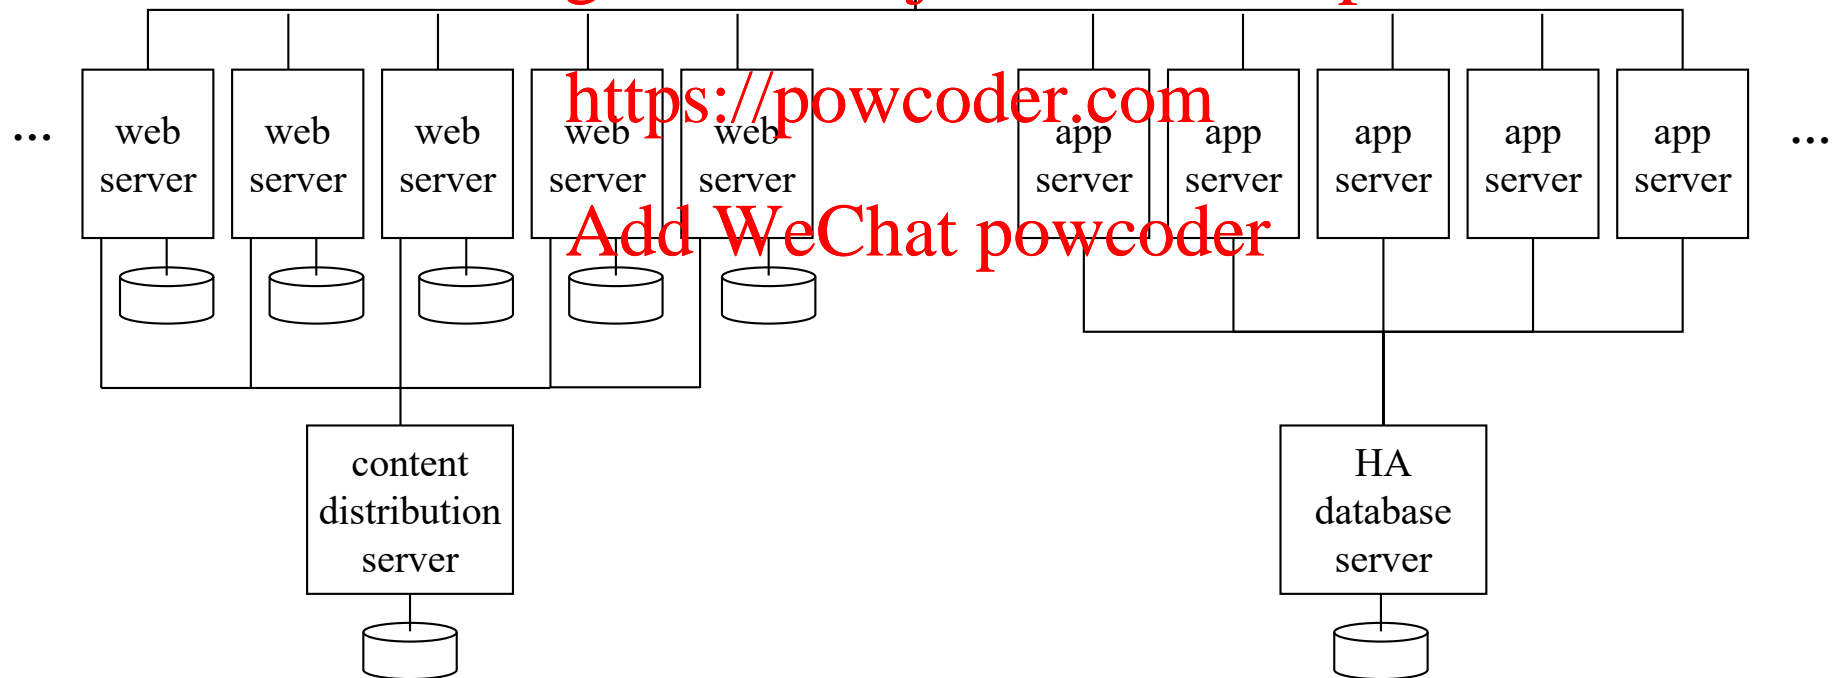 https://powcoder.com
... web web web web web app app app app app ...
server server server server server server server server server server
Add WeChat powcoder
content HA
distribution database
server server